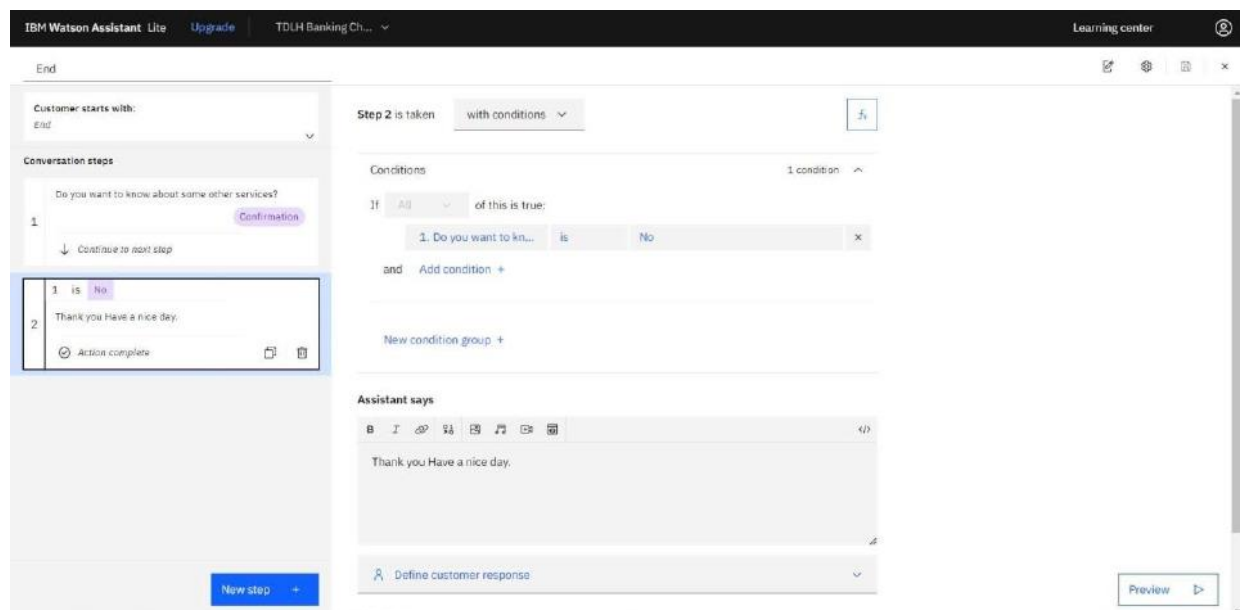 IBM Watson Assistant Lite Upgrade TDLH Banking Ch... Learning center
End
Customer starts with:
End
Conversation steps
1
Do you want to know about some other services?
Confirmation
Continue to next step
2
1 is No
Thank you Have a nice day.
Action complete
New step +
Step 2 is taken with conditions
fx
Conditions 1 condition
If All of this is true:
1. Do you want to kn... is No ×
and Add condition +
New condition group +
Assistant says
B I </>
Thank you Have a nice day.
Define customer response
Preview